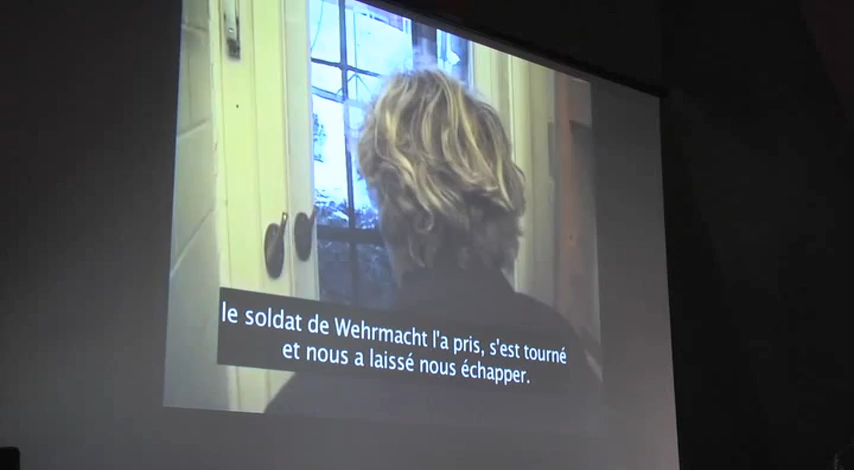 le soldat de Wehrmacht l'a pris, s'est tourné
et nous a laissé nous échapper.